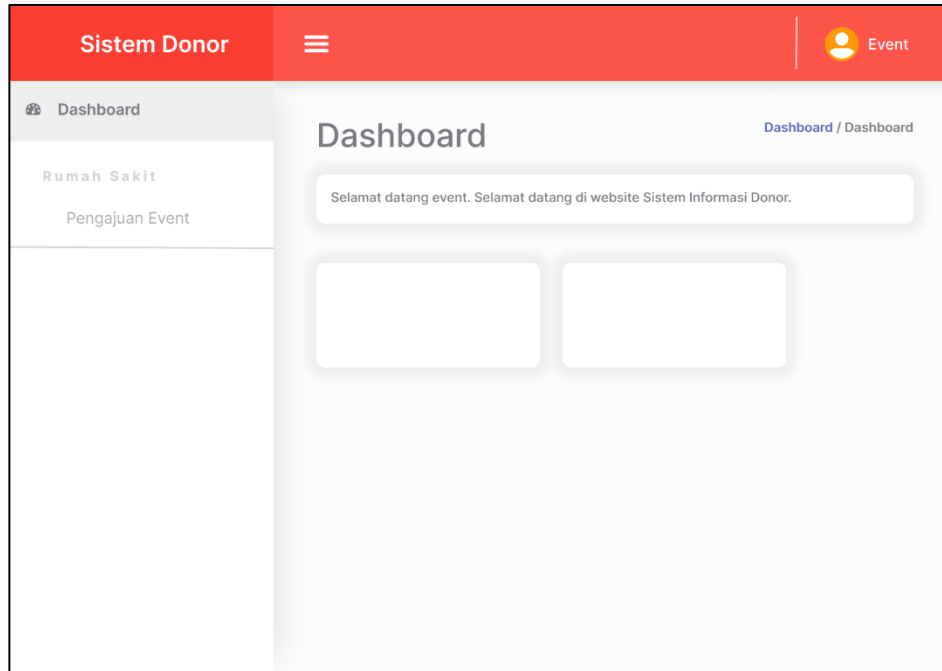 Sistem Donor
Event
Dashboard
Rumah Sakit
Pengajuan Event
Dashboard
Dashboard / Dashboard
Selamat datang event. Selamat datang di website Sistem Informasi Donor.